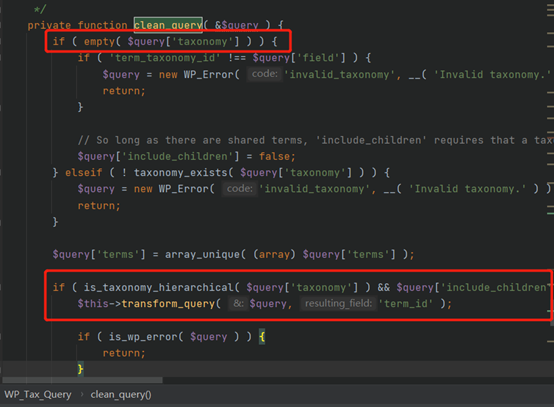 */
private function clean_query( &$query ) {
if ( empty( $query['taxonomy'] ) ) {
if ( 'term_taxonomy_id' !== $query['field'] ) {
$query = new WP_Error( code: 'invalid_taxonomy', __( 'Invalid taxonomy.'
return;
}
// So long as there are shared terms, 'include_children' requires that a tax
$query['include_children'] = false;
} elseif ( ! taxonomy_exists( $query['taxonomy'] ) ) {
$query = new WP_Error( code: 'invalid_taxonomy', __( 'Invalid taxonomy.' ) )
return;
}
$query['terms'] = array_unique( (array) $query['terms'] );
if ( is_taxonomy_hierarchical( $query['taxonomy'] ) && $query['include_children'
$this->transform_query( &: $query, resulting_field: 'term_id' );
if ( is_wp_error( $query ) ) {
return;
}
WP_Tax_Query › clean_query()